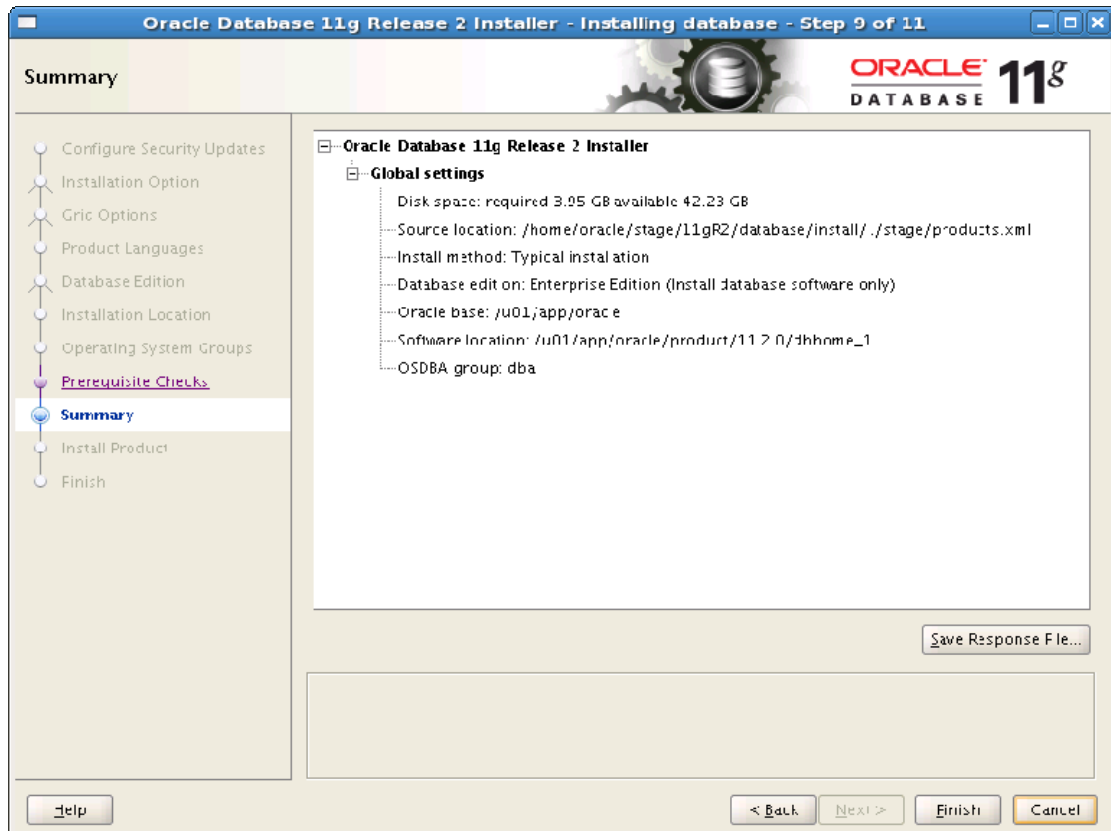 Oracle Database 11g Release 2 Installer - Installing database - Step 9 of 11
Summary
ORACLE
DATABASE 11g
Configure Security Updates
Installation Option
Gric Options
Product Languages
Database Edition
Installation Location
Operating System Groups
Prerequisite Checks
Summary
Install Product
Finish
Oracle Database 11g Release 2 Installer
Global settings
Disk space: required 3.95 GB available 42.23 GB
Source location: /home/oracle/stage/11gR2/database/install/../stage/products.xml
Install method: Typical installation
Database edition: Enterprise Edition (Install database software only)
Oracle base: /u01/app/oracle
Software location: /u01/app/oracle/product/11.2.0/dbhome_1
OSDBA group: dba
Save Response File...
Help
< Back
Next >
Finish
Cancel